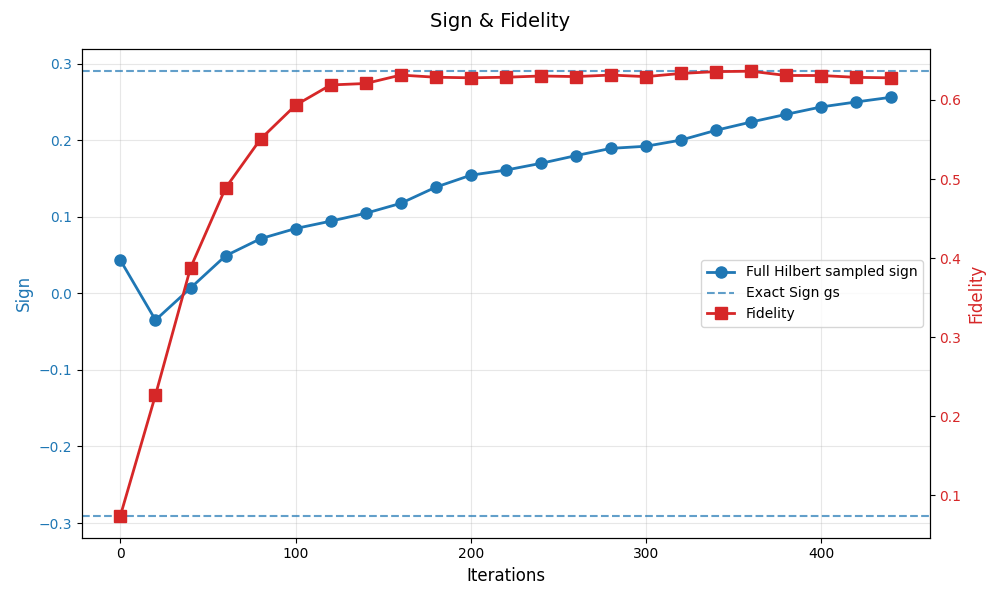 Sign & Fidelity
0.3
0.2
0.1
0.0
−0.1
−0.2
−0.3
Sign
0.6
0.5
0.4
0.3
0.2
0.1
Fidelity
Full Hilbert sampled sign
Exact Sign gs
Fidelity
0
100
200
300
400
Iterations